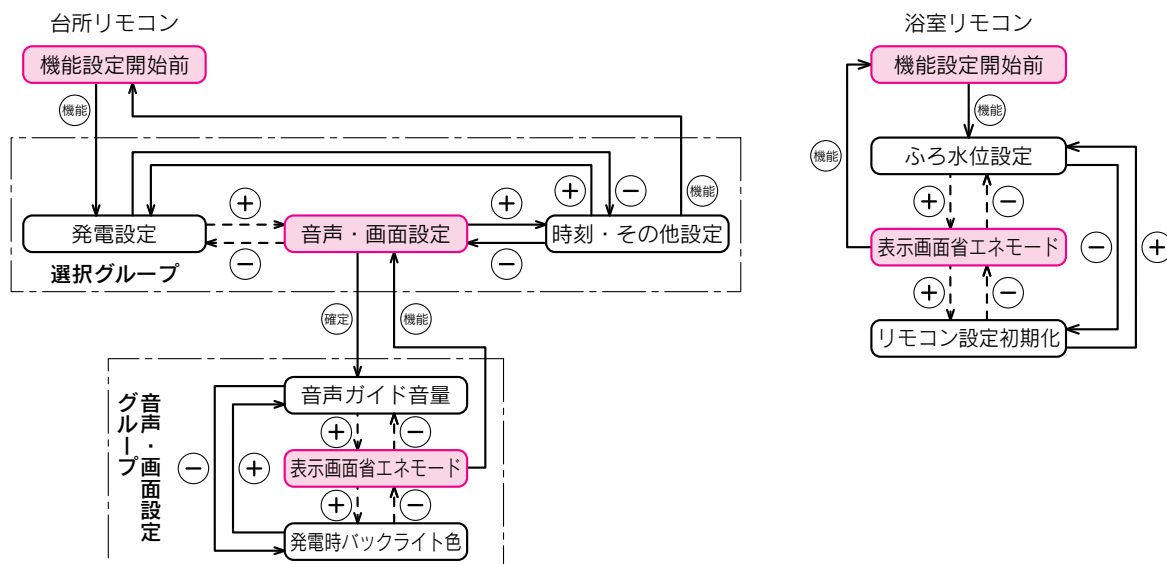 台所リモコン
機能設定開始前
機能
発電設定
+
−
音声・画面設定
+
−
時刻・その他設定
+
−
機能
選択グループ
確定
機能
音声・画面設定
グループ
音声ガイド音量
+
−
表示画面省エネモード
+
−
発電時バックライト色
−
+
浴室リモコン
機能設定開始前
機能
機能
ふろ水位設定
+
−
表示画面省エネモード
+
−
リモコン設定初期化
−
+